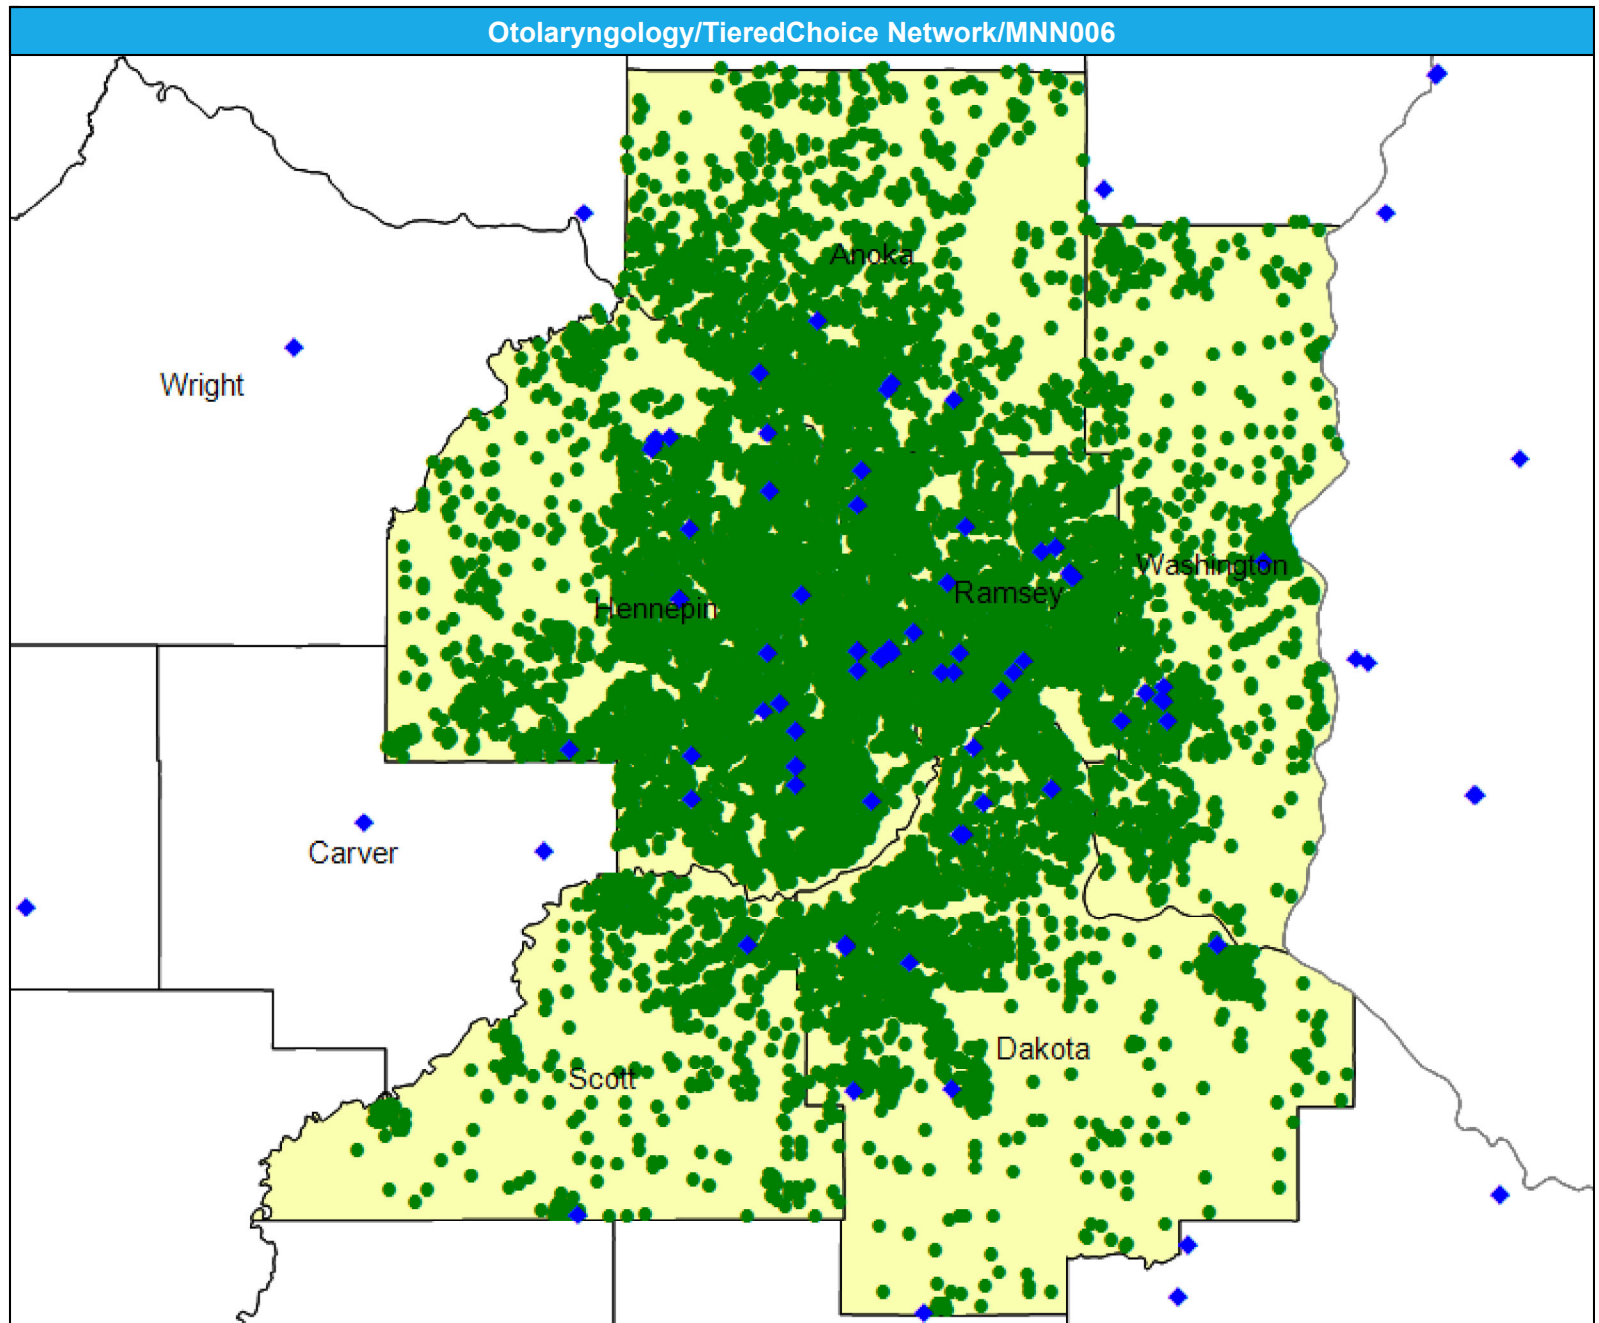 Otolaryngology/TieredChoice Network/MNN006
Anoka
Wright
Washington
Ramsey
Hennepin
Carver
Dakota
Scott